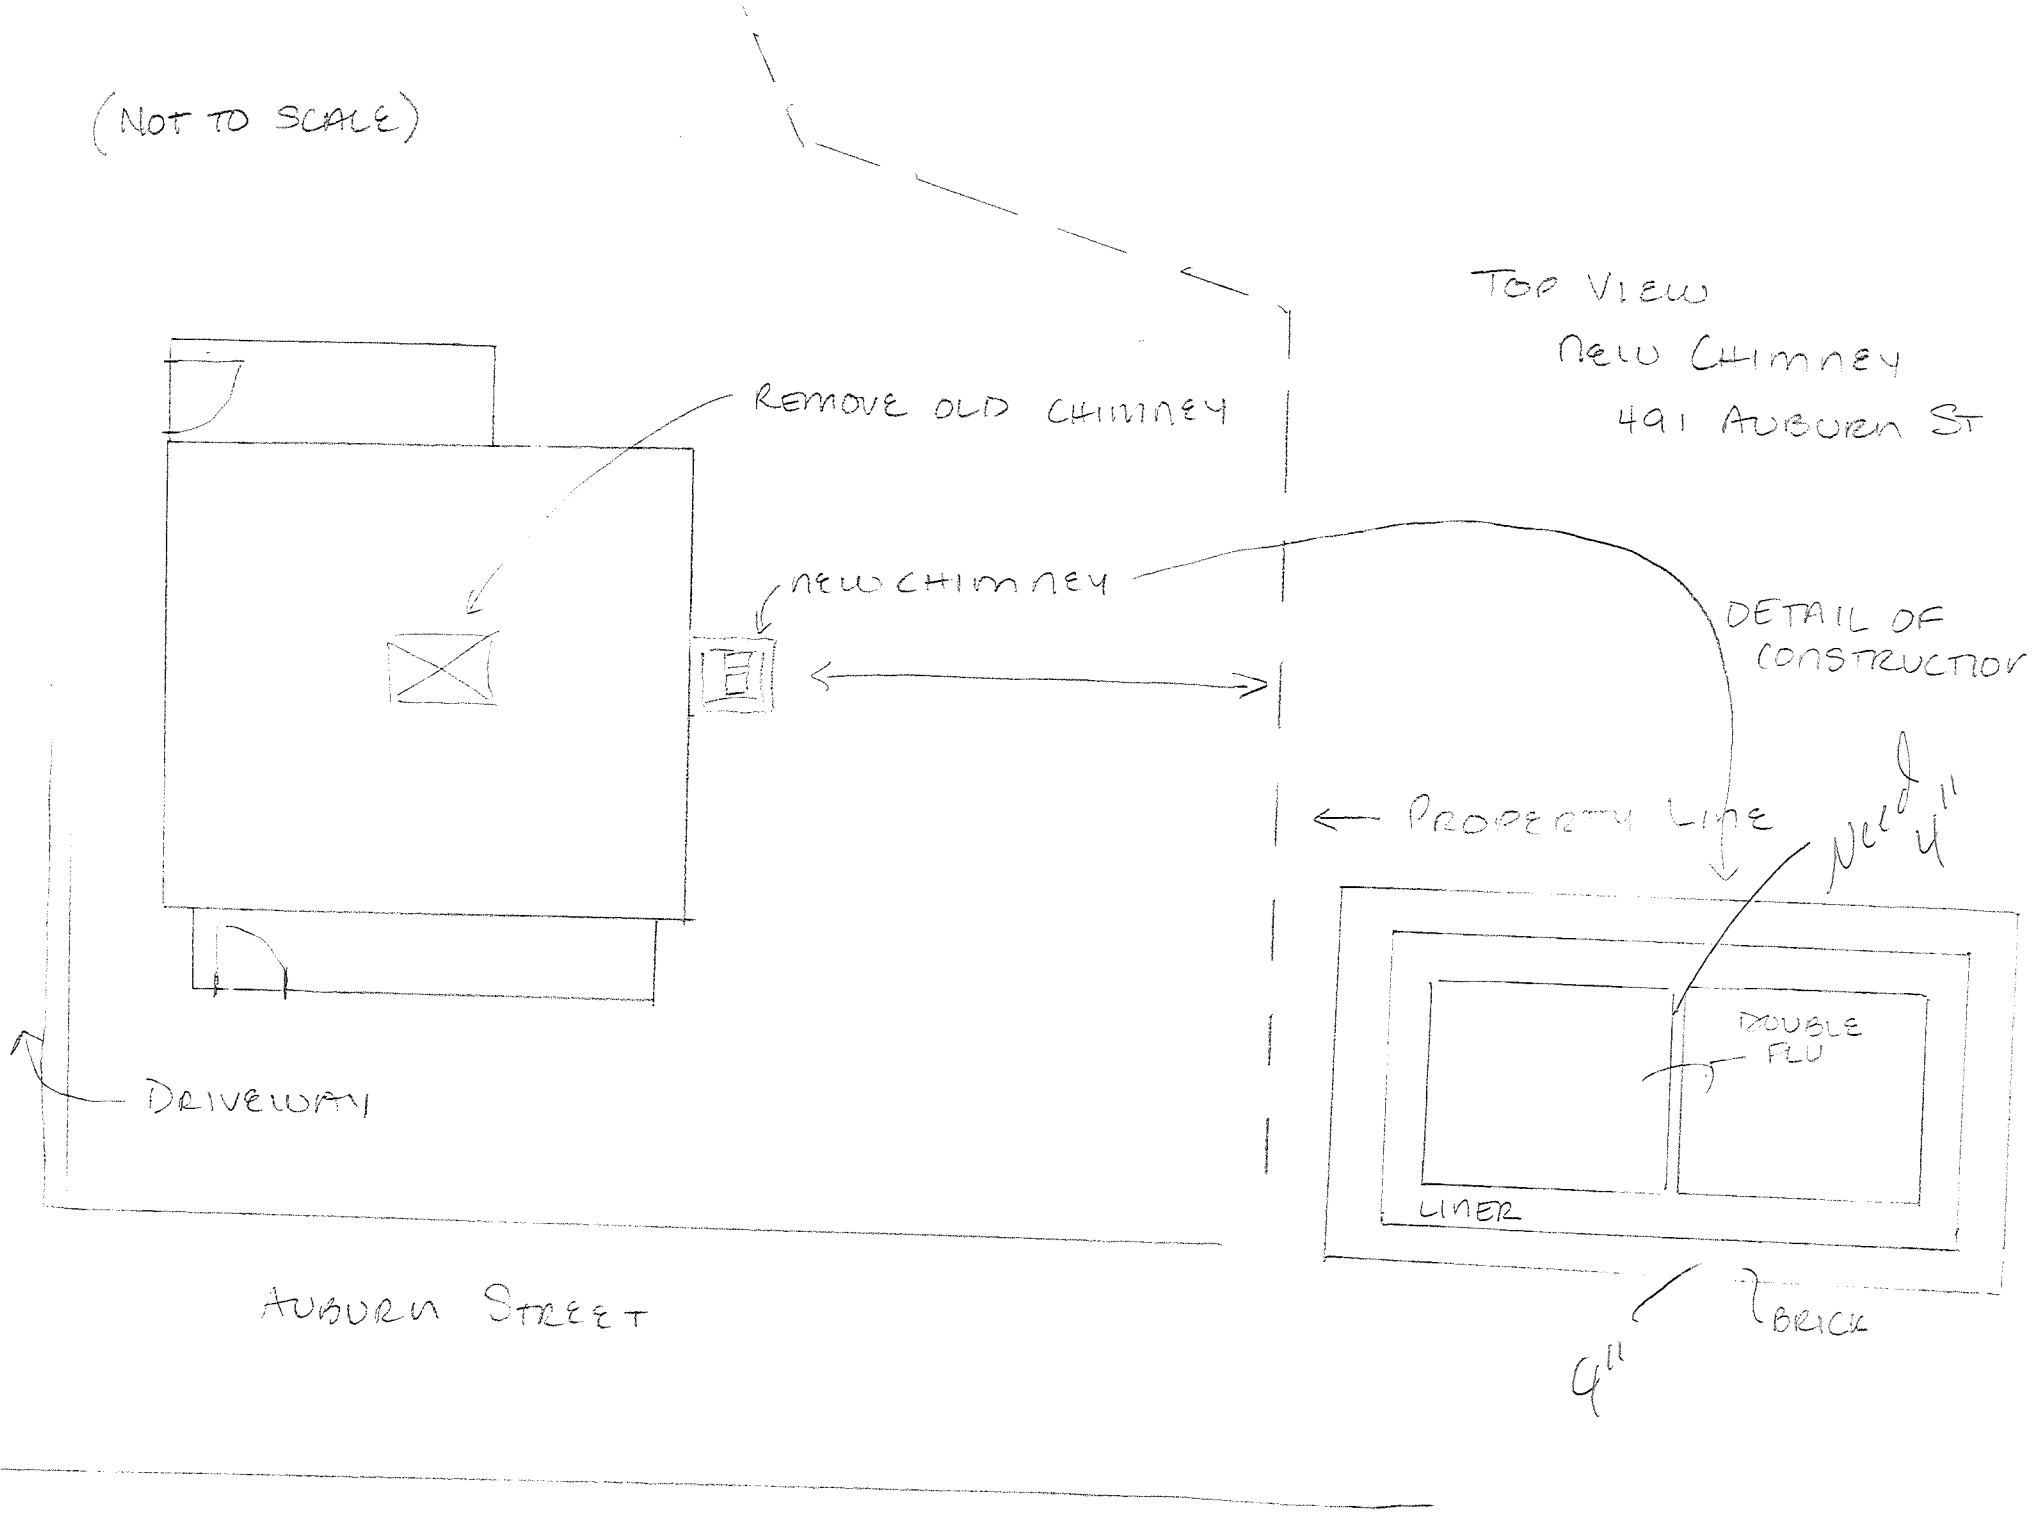 (NOT TO SCALE)
TOP VIEW
NEW CHIMNEY
491 AUBURN ST
REMOVE OLD CHIMNEY
NEW CHIMNEY
DETAIL OF
CONSTRUCTION
PROPERTY LINE
Need 4"
DOUBLE
FLU
DRIVEWAY
LINER
AUBURN STREET
BRICK
4"